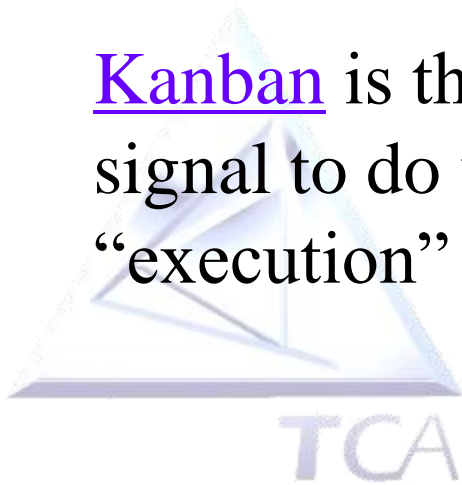 Kanban is th
signal to do
“execution”
TCA